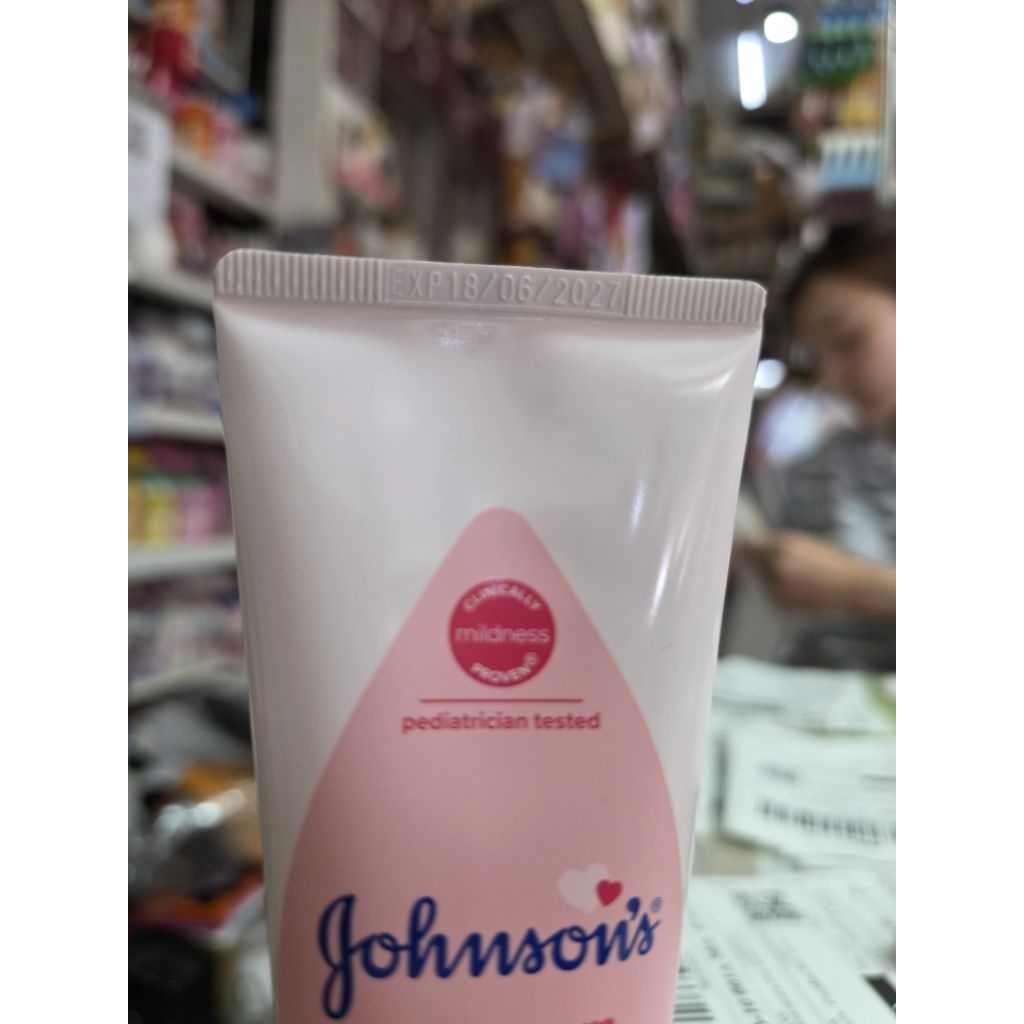 EXP 18/06/2027
CLINICALLY
mildness
PROVEN®
pediatrician tested
Johnson's®